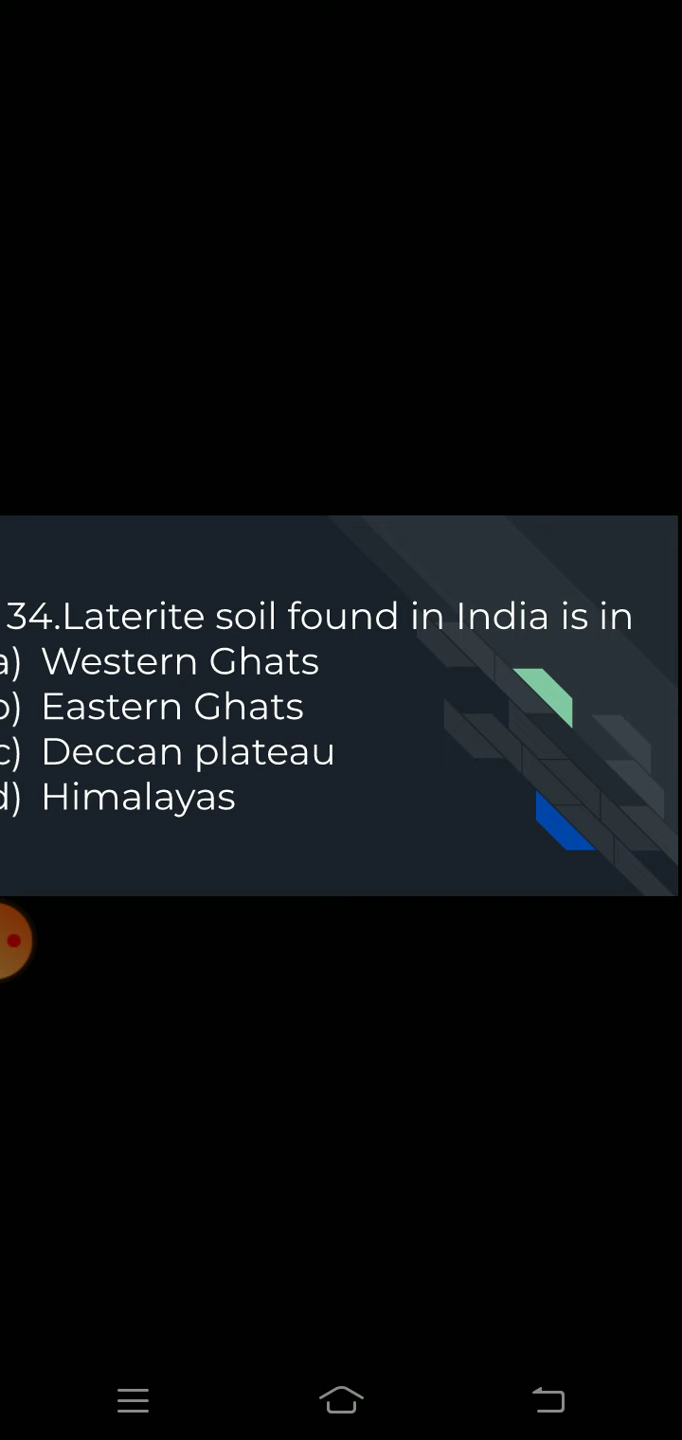 34.Laterite soil found in India is in
a) Western Ghats
b) Eastern Ghats
c) Deccan plateau
d) Himalayas